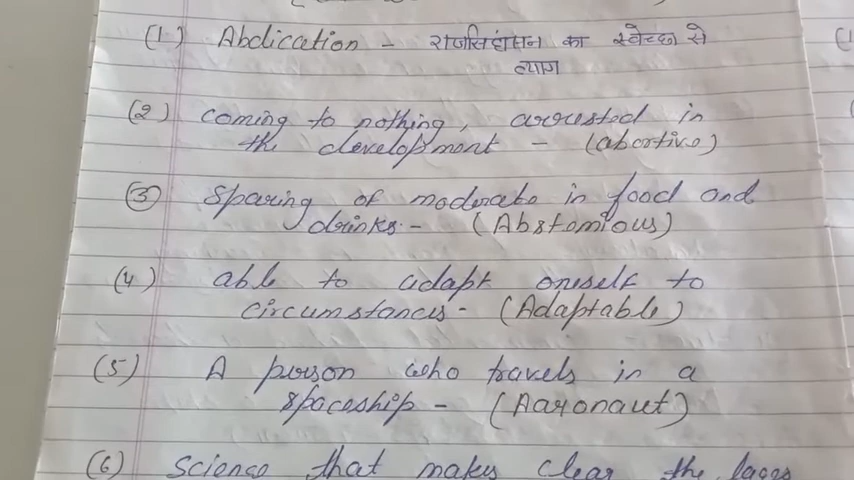 (1) Abdication - राजसिंहासन का स्वेच्छा से
त्याग
(2) coming to nothing, arrested in
the development - (abortive)
(3) Sparing of moderate in food and
drinks - (Abstomious)
(4) able to adapt oneself to
circumstances - (Adaptable)
(5) A person who travels in a
spaceship - (Aaronaut)
(6) Science that makes clear the